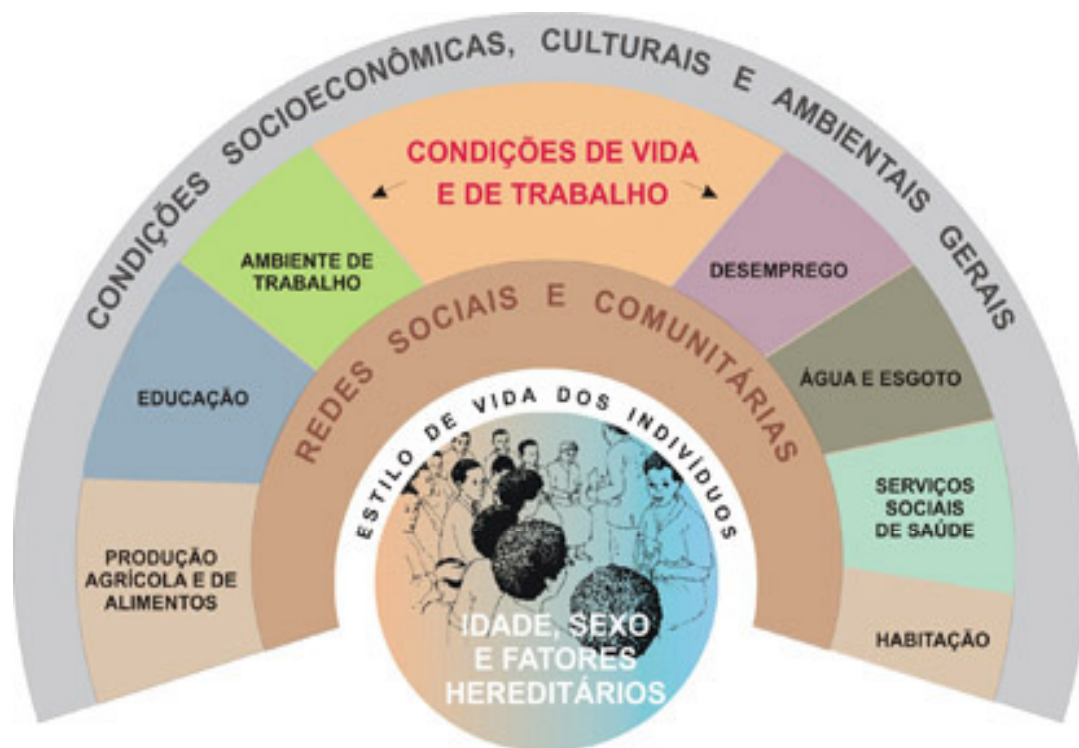 CONDIÇÕES SOCIOECONÔMICAS, CULTURAIS E AMBIENTAIS GERAIS
CONDIÇÕES DE VIDA
E DE TRABALHO
AMBIENTE DE
TRABALHO
DESEMPREGO
EDUCAÇÃO
ÁGUA E ESGOTO
PRODUÇÃO
AGRÍCOLA E DE
ALIMENTOS
SERVIÇOS
SOCIAIS
DE SAÚDE
HABITAÇÃO
REDES SOCIAIS E COMUNITÁRIAS
ESTILO DE VIDA DOS INDIVÍDUOS
IDADE, SEXO
E FATORES
HEREDITÁRIOS